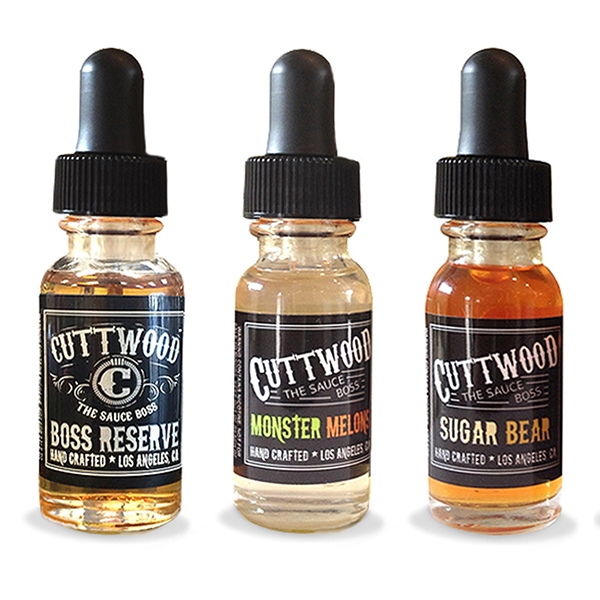 CUTTWOOD
C
THE SAUCE BOSS
BOSS RESERVE
HAND CRAFTED ★ LOS ANGELES, CA
CUTTWOOD
THE SAUCE
BOSS
MONSTER MELONS
HAND CRAFTED ★ LOS ANGELES, CA
CUTTWOOD
THE SAUCE
BOSS
SUGAR BEAR
HAND CRAFTED ★ LOS ANGELES, CA